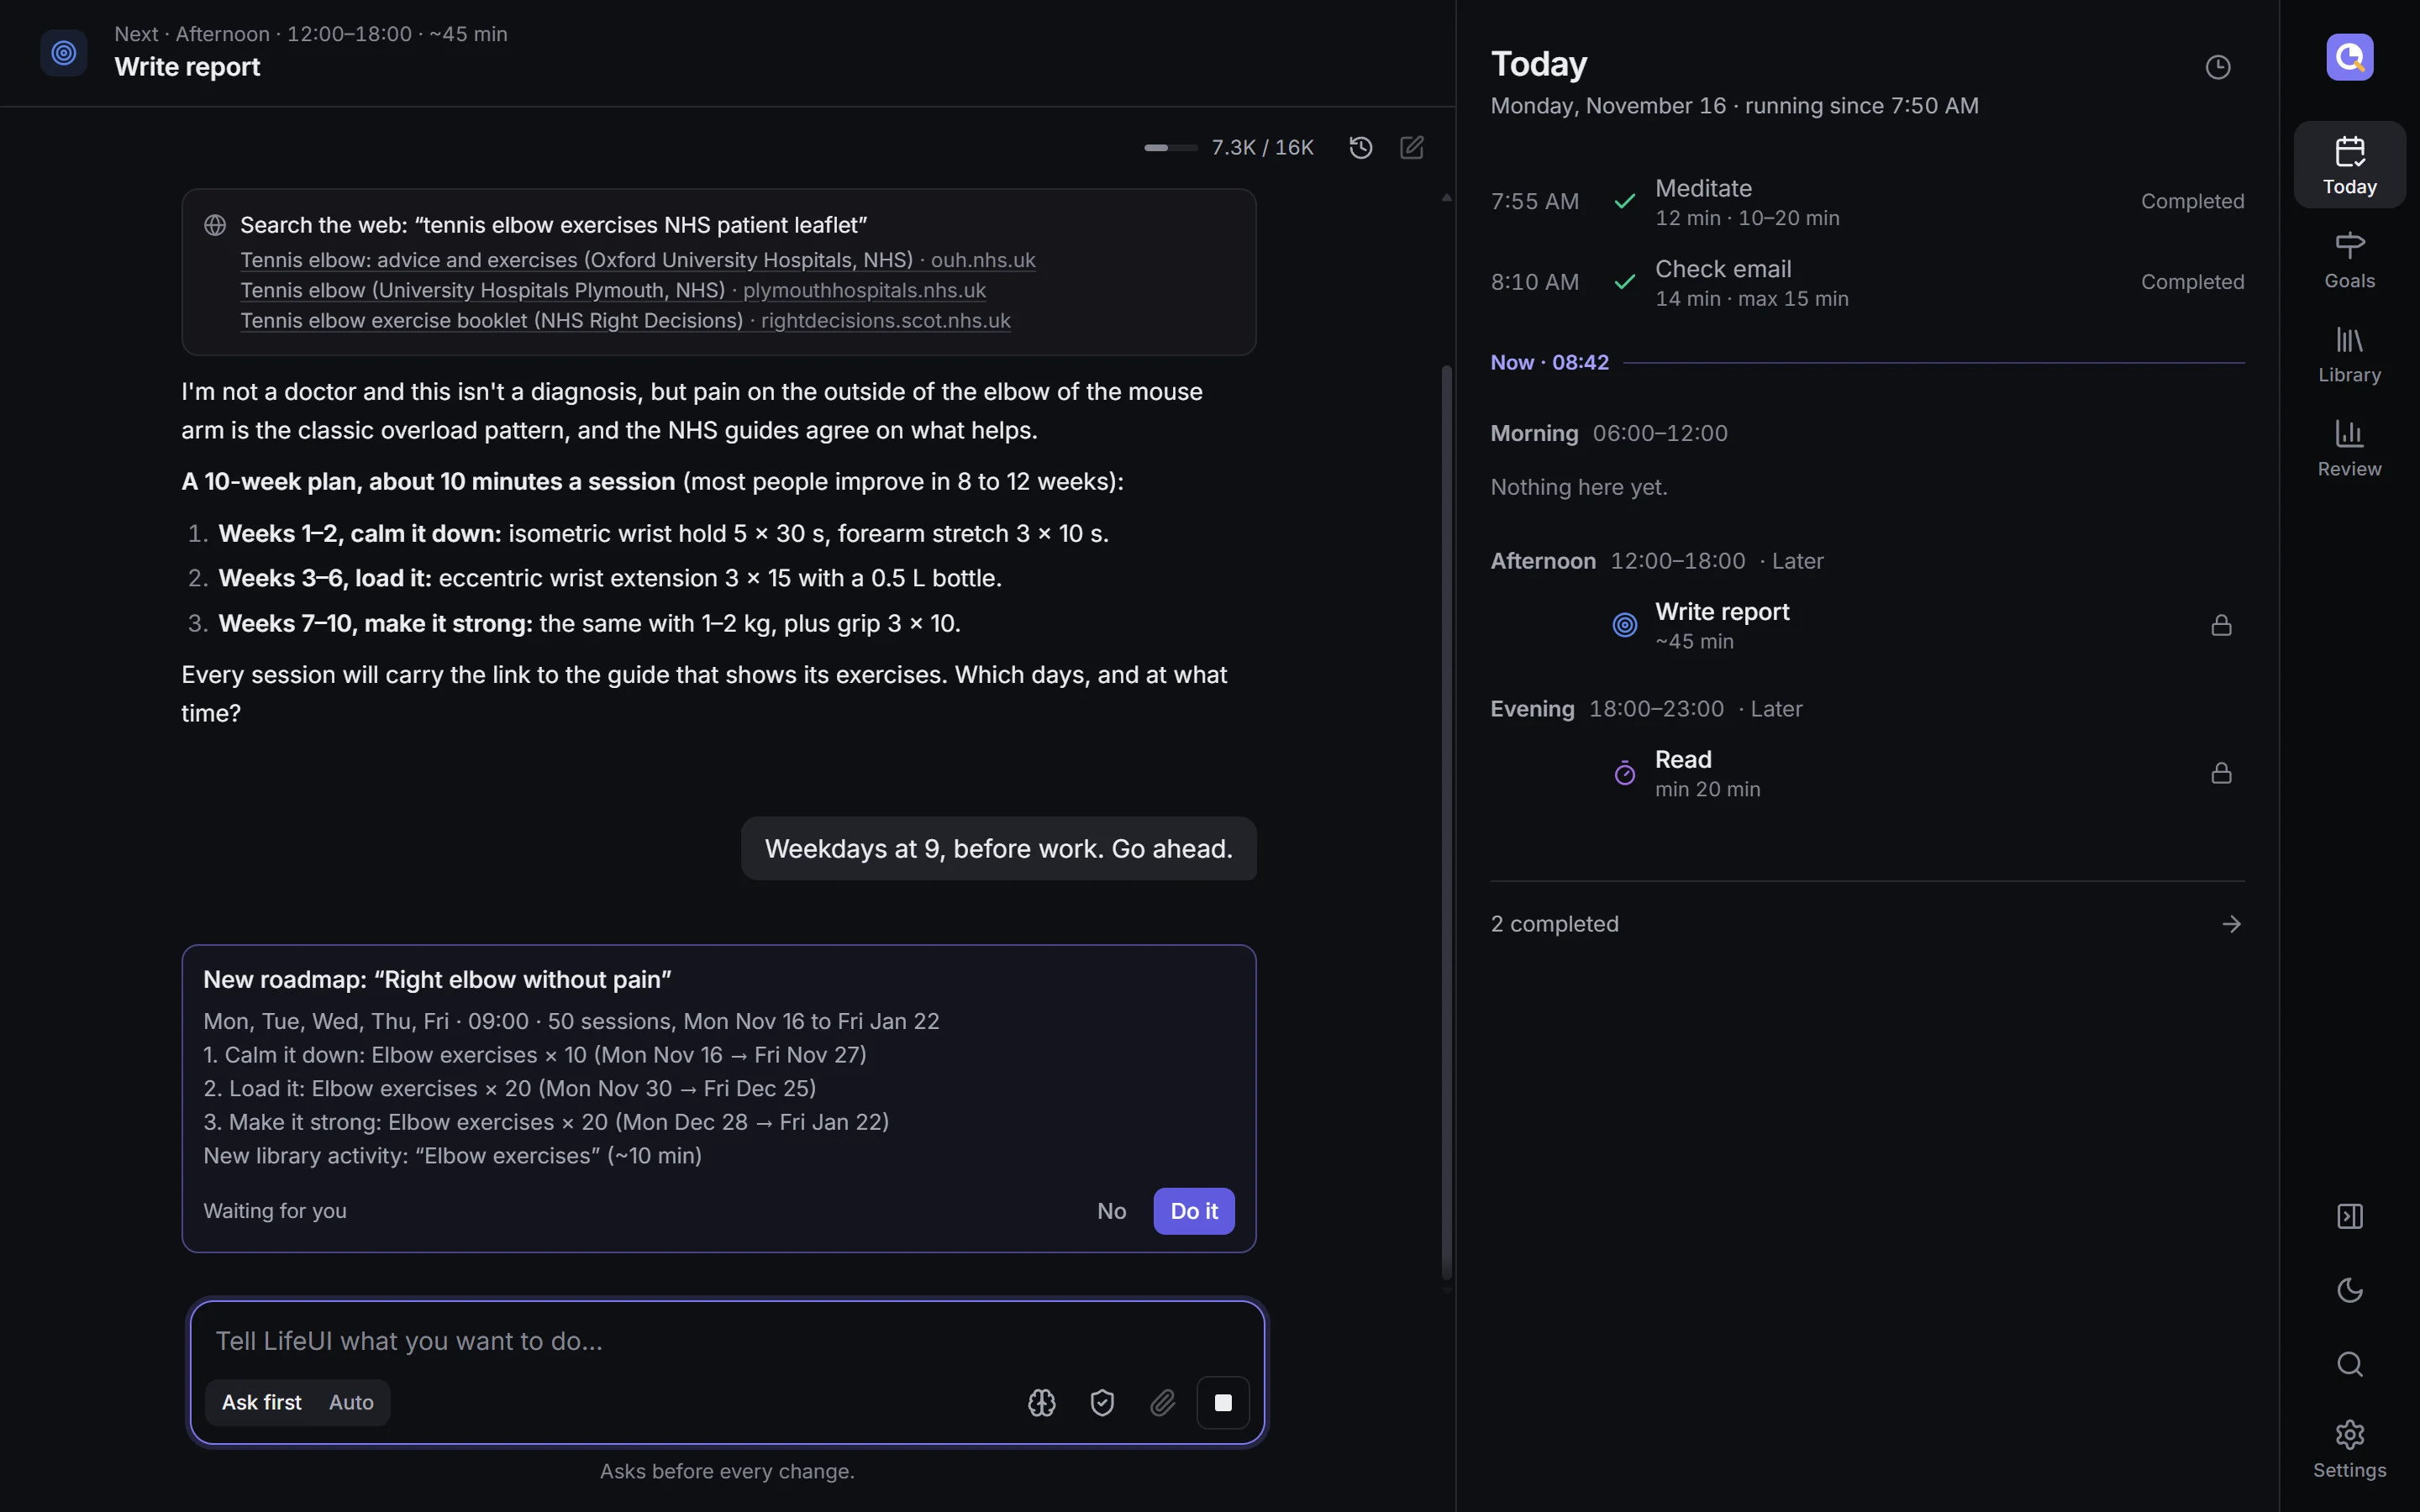 Next · Afternoon · 12:00–18:00 · ~45 min
Write report
7.3K / 16K
Search the web: “tennis elbow exercises NHS patient leaflet”
Tennis elbow: advice and exercises (Oxford University Hospitals, NHS) · ouh.nhs.uk
Tennis elbow (University Hospitals Plymouth, NHS) · plymouthhospitals.nhs.uk
Tennis elbow exercise booklet (NHS Right Decisions) · rightdecisions.scot.nhs.uk
I'm not a doctor and this isn't a diagnosis, but pain on the outside of the elbow of the mouse
arm is the classic overload pattern, and the NHS guides agree on what helps.
A 10-week plan, about 10 minutes a session (most people improve in 8 to 12 weeks):
1. Weeks 1–2, calm it down: isometric wrist hold 5 × 30 s, forearm stretch 3 × 10 s.
2. Weeks 3–6, load it: eccentric wrist extension 3 × 15 with a 0.5 L bottle.
3. Weeks 7–10, make it strong: the same with 1–2 kg, plus grip 3 × 10.
Every session will carry the link to the guide that shows its exercises. Which days, and at what
time?
Weekdays at 9, before work. Go ahead.
New roadmap: “Right elbow without pain”
Mon, Tue, Wed, Thu, Fri · 09:00 · 50 sessions, Mon Nov 16 to Fri Jan 22
1. Calm it down: Elbow exercises × 10 (Mon Nov 16 → Fri Nov 27)
2. Load it: Elbow exercises × 20 (Mon Nov 30 → Fri Dec 25)
3. Make it strong: Elbow exercises × 20 (Mon Dec 28 → Fri Jan 22)
New library activity: “Elbow exercises” (~10 min)
Waiting for you
No
Do it
Tell LifeUI what you want to do...
Ask first
Auto
Asks before every change.
Today
Monday, November 16 · running since 7:50 AM
7:55 AM
Meditate
12 min · 10–20 min
Completed
8:10 AM
Check email
14 min · max 15 min
Completed
Now · 08:42
Morning 06:00–12:00
Nothing here yet.
Afternoon 12:00–18:00 · Later
Write report
~45 min
Evening 18:00–23:00 · Later
Read
min 20 min
2 completed
Today
Goals
Library
Review
Settings